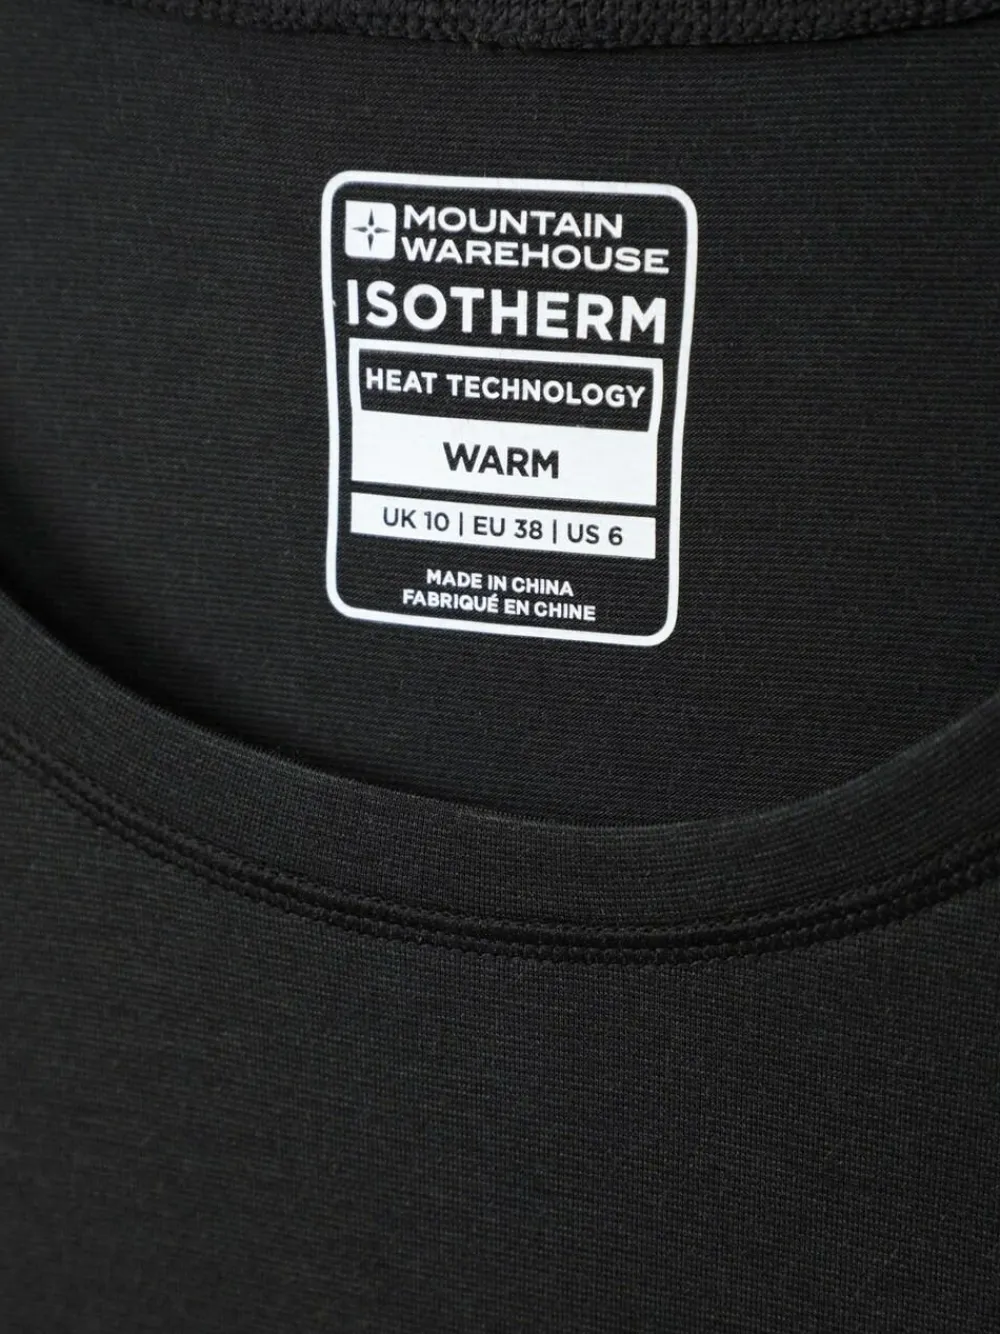 MOUNTAIN
WAREHOUSE
ISOTHERM
HEAT TECHNOLOGY
WARM
UK 10 | EU 38 | US 6
MADE IN CHINA
FABRIQUÉ EN CHINE